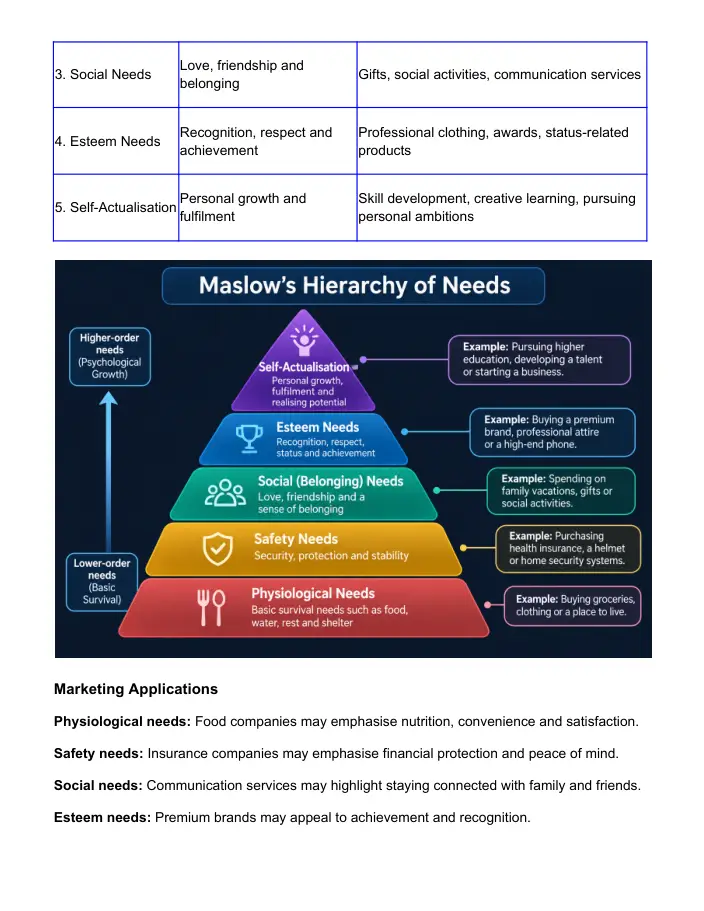 3. Social Needs
Love, friendship and
belonging
Gifts, social activities, communication services
4. Esteem Needs
Recognition, respect and
achievement
Professional clothing, awards, status-related
products
5. Self-Actualisation
Personal growth and
fulfilment
Skill development, creative learning, pursuing
personal ambitions
Maslow's Hierarchy of Needs
Higher-order
needs
(Psychological
Growth)
Self-Actualisation
Personal growth,
fulfilment and
realising potential
Example: Pursuing higher
education, developing a talent
or starting a business.
Esteem Needs
Recognition, respect,
status and achievement
Example: Buying a premium
brand, professional attire
or a high-end phone.
Social (Belonging) Needs
Love, friendship and a
sense of belonging
Example: Spending on
family vacations, gifts or
social activities.
Safety Needs
Security, protection and stability
Example: Purchasing
health insurance, a helmet
or home security systems.
Lower-order
needs
(Basic
Survival)
Physiological Needs
Basic survival needs such as food,
water, rest and shelter
Example: Buying groceries,
clothing or a place to live.
Marketing Applications
Physiological needs: Food companies may emphasise nutrition, convenience and satisfaction.
Safety needs: Insurance companies may emphasise financial protection and peace of mind.
Social needs: Communication services may highlight staying connected with family and friends.
Esteem needs: Premium brands may appeal to achievement and recognition.